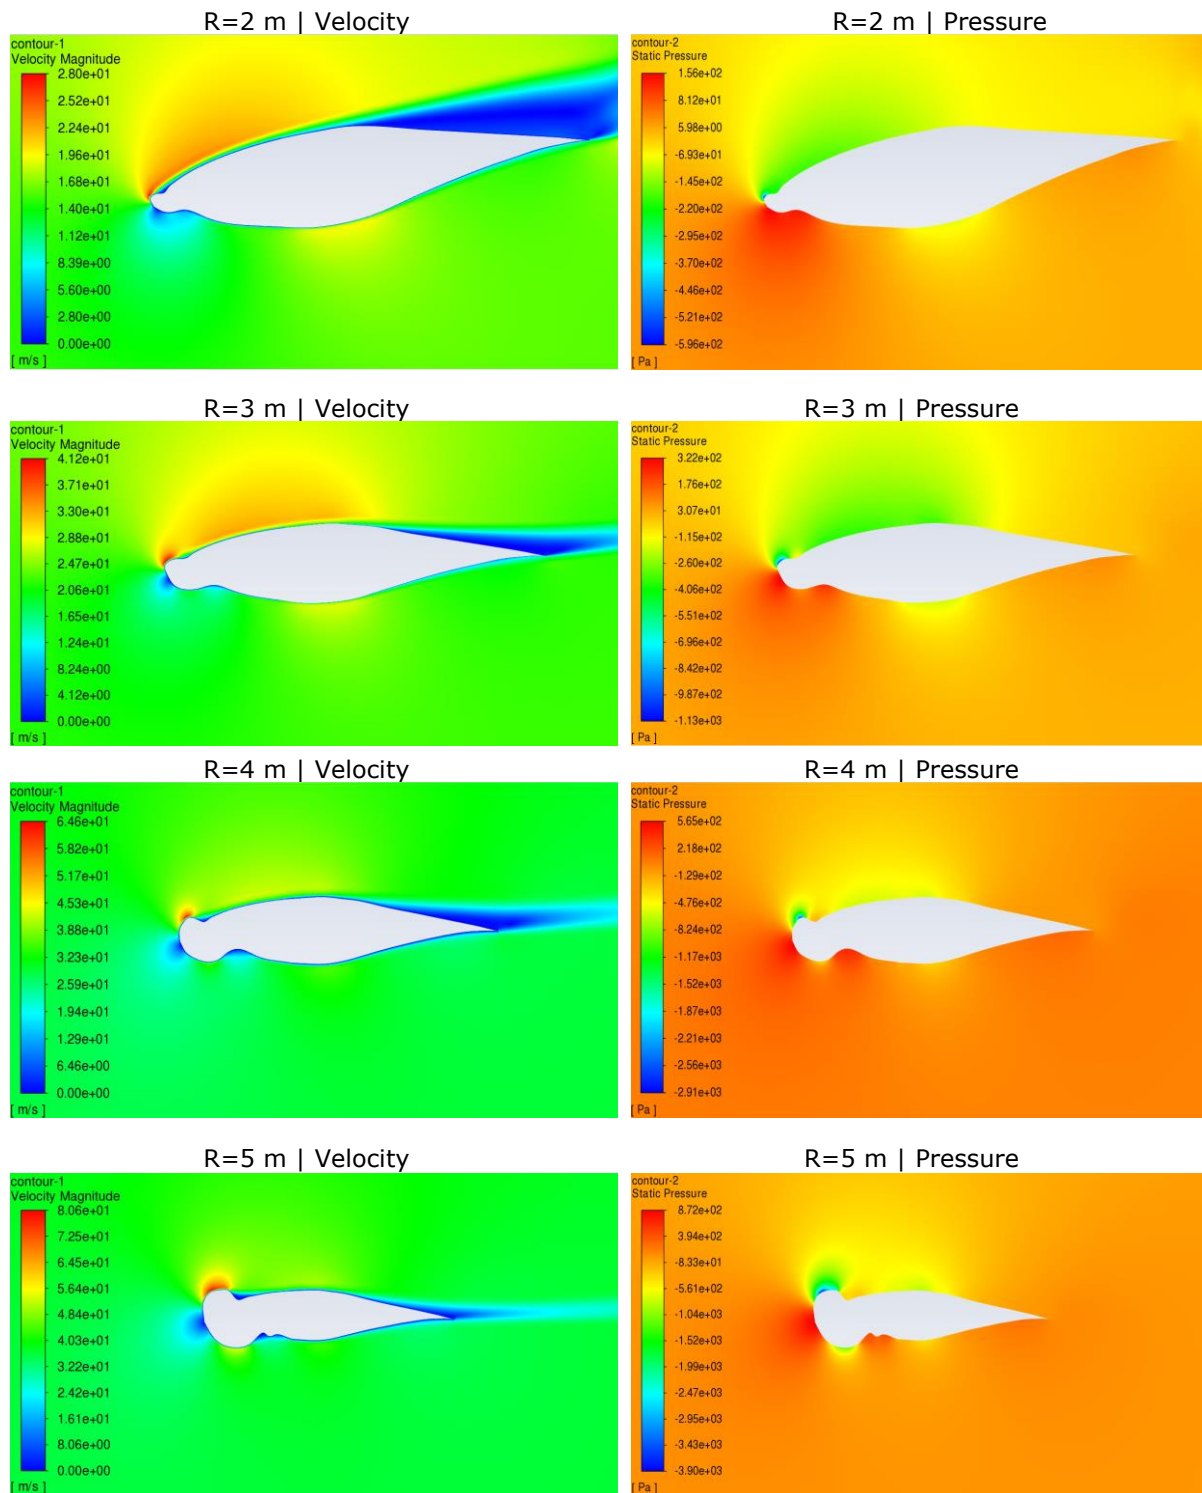 R=2 m | Velocity
contour-1
Velocity Magnitude
2.80e+01
2.52e+01
2.24e+01
1.96e+01
1.68e+01
1.40e+01
1.12e+01
8.39e+00
5.60e+00
2.80e+00
0.00e+00
[ m/s ]
R=2 m | Pressure
contour-2
Static Pressure
1.56e+02
8.12e+01
5.98e+00
-6.93e+01
-1.45e+02
-2.20e+02
-2.95e+02
-3.70e+02
-4.46e+02
-5.21e+02
-5.96e+02
[ Pa ]
R=3 m | Velocity
contour-1
Velocity Magnitude
4.12e+01
3.71e+01
3.30e+01
2.88e+01
2.47e+01
2.06e+01
1.65e+01
1.24e+01
8.24e+00
4.12e+00
0.00e+00
[ m/s ]
R=3 m | Pressure
contour-2
Static Pressure
3.22e+02
1.76e+02
3.07e+01
-1.15e+02
-2.60e+02
-4.06e+02
-5.51e+02
-6.96e+02
-8.42e+02
-9.87e+02
-1.13e+03
[ Pa ]
R=4 m | Velocity
contour-1
Velocity Magnitude
6.46e+01
5.82e+01
5.17e+01
4.53e+01
3.88e+01
3.23e+01
2.59e+01
1.94e+01
1.29e+01
6.46e+00
0.00e+00
[ m/s ]
R=4 m | Pressure
contour-2
Static Pressure
5.65e+02
2.18e+02
-1.29e+02
-4.76e+02
-8.24e+02
-1.17e+03
-1.52e+03
-1.87e+03
-2.21e+03
-2.56e+03
-2.91e+03
[ Pa ]
R=5 m | Velocity
contour-1
Velocity Magnitude
8.06e+01
7.25e+01
6.45e+01
5.64e+01
4.84e+01
4.03e+01
3.22e+01
2.42e+01
1.61e+01
8.06e+00
0.00e+00
[ m/s ]
R=5 m | Pressure
contour-2
Static Pressure
8.72e+02
3.94e+02
-8.33e+01
-5.61e+02
-1.04e+03
-1.52e+03
-1.99e+03
-2.47e+03
-2.95e+03
-3.43e+03
-3.90e+03
[ Pa ]